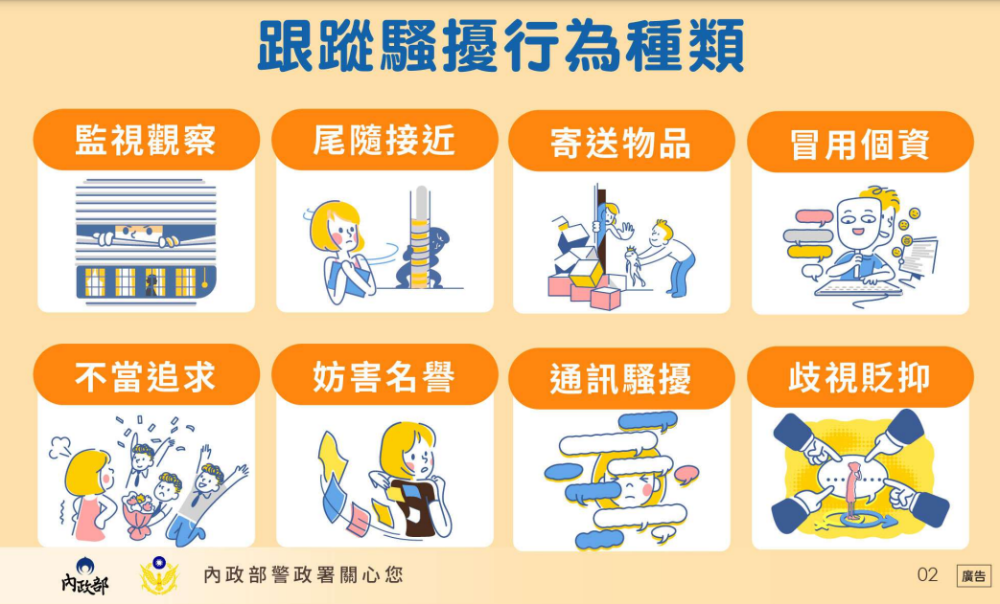 跟蹤騷擾行為種類
監視觀察
尾隨接近
寄送物品
冒用個資
不當追求
妨害名譽
通訊騷擾
歧視貶抑
內政部
內政部警政署關心您
02
廣告